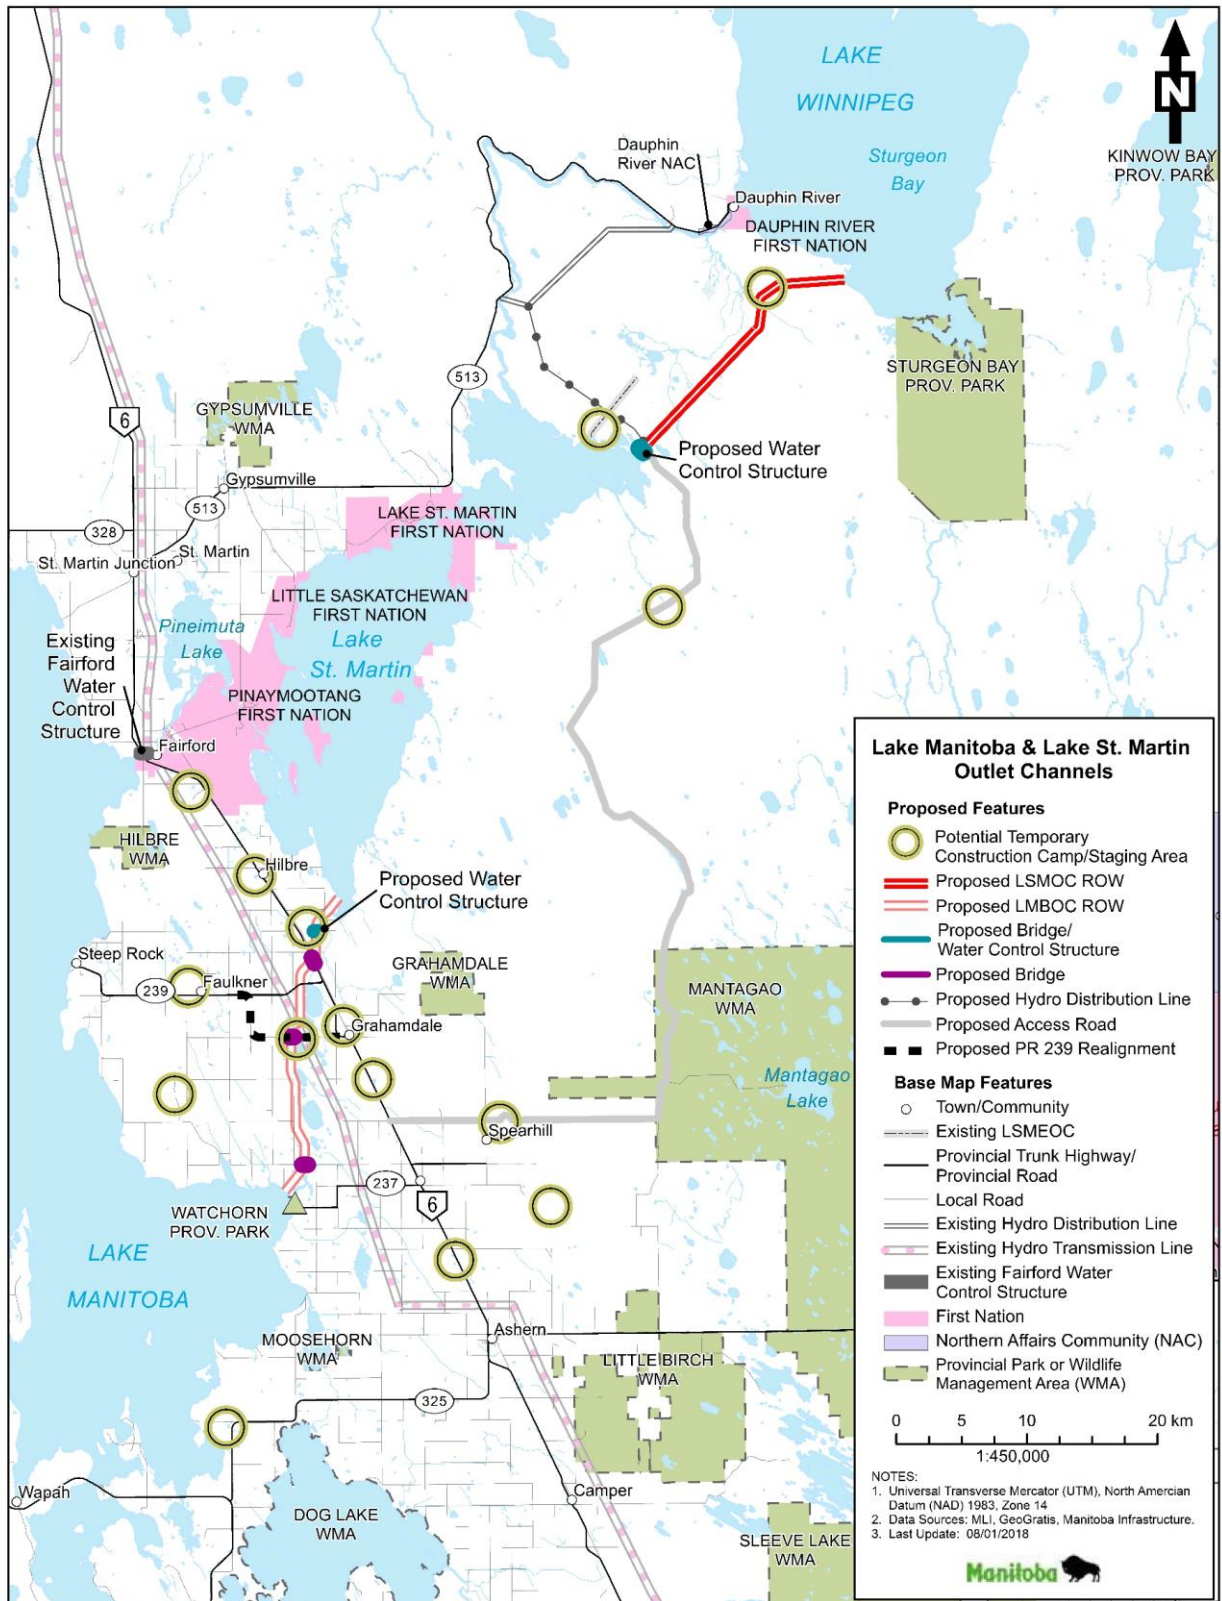 LAKE
WINNIPEG
Sturgeon
Bay
N
KINWOW BAY
PROV. PARK
Dauphin
River NAC
Dauphin River
DAUPHIN RIVER
FIRST NATION
STURGEON BAY
PROV. PARK
513
6
GYPSUMVILLE
WMA
Gypsumville
Proposed Water
Control Structure
513
328
LAKE ST. MARTIN
FIRST NATION
St. Martin
St. Martin Junction
LITTLE SASKATCHEWAN
FIRST NATION
Pineimuta
Lake
Lake
St. Martin
Existing
Fairford
Water
Control
Structure
PINAYMOOTANG
FIRST NATION
Fairford
HILBRE
WMA
Hilbre
Proposed Water
Control Structure
Steep Rock
239
Faulkner
GRAHAMDALE
WMA
Grahamdale
MANTAGAO
WMA
Mantagao
Lake
Spearhill
237
6
WATCHORN
PROV. PARK
LAKE
MANITOBA
MOOSEHORN
WMA
Ashern
LITTLE BIRCH
WMA
325
Wapah
DOG LAKE
WMA
Camper
SLEEVE LAKE
WMA
Lake Manitoba & Lake St. Martin
Outlet Channels
Proposed Features
Potential Temporary
Construction Camp/Staging Area
Proposed LSMOC ROW
Proposed LMBOC ROW
Proposed Bridge/
Water Control Structure
Proposed Bridge
Proposed Hydro Distribution Line
Proposed Access Road
Proposed PR 239 Realignment
Base Map Features
Town/Community
Existing LSMEOC
Provincial Trunk Highway/
Provincial Road
Local Road
Existing Hydro Distribution Line
Existing Hydro Transmission Line
Existing Fairford Water
Control Structure
First Nation
Northern Affairs Community (NAC)
Provincial Park or Wildlife
Management Area (WMA)
0 5 10 20 km
1:450,000
NOTES:
1. Universal Transverse Mercator (UTM), North Amercian
Datum (NAD) 1983, Zone 14
2. Data Sources: MLI, GeoGratis, Manitoba Infrastructure.
3. Last Update: 08/01/2018
Manitoba